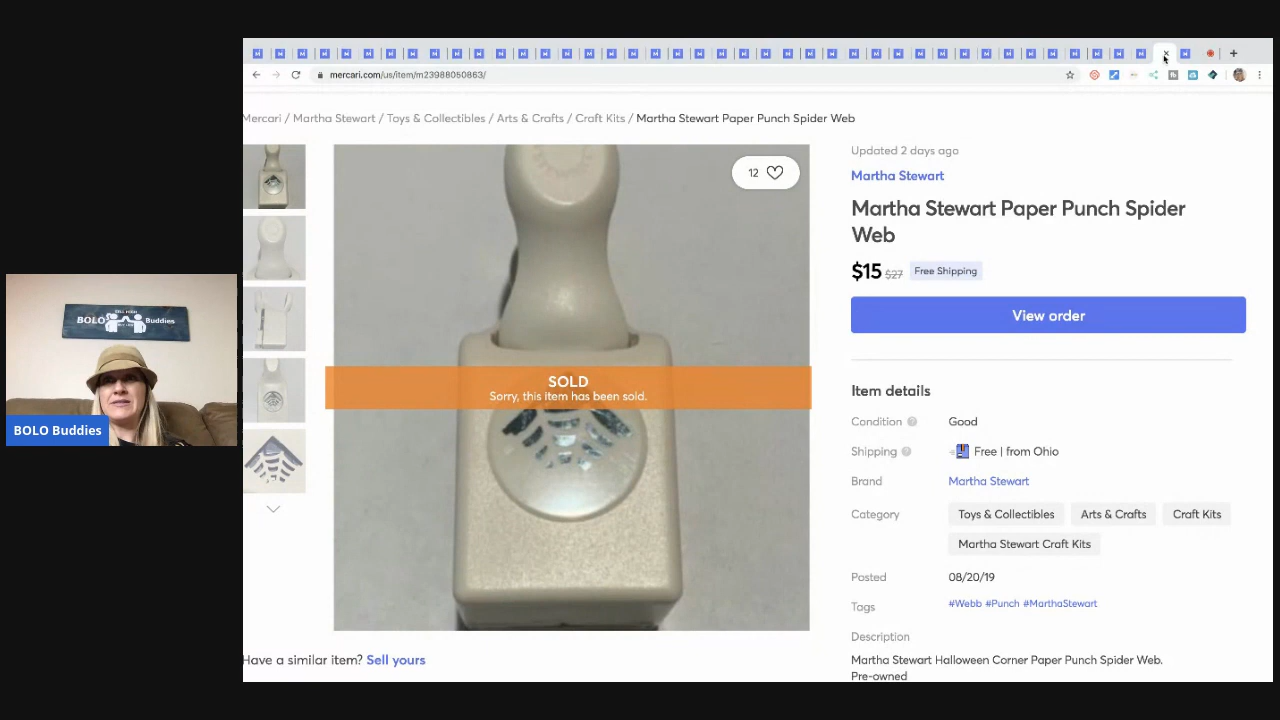 mercari.com/us/item/m23988050863/
Mercari / Martha Stewart / Toys & Collectibles / Arts & Crafts / Craft Kits / Martha Stewart Paper Punch Spider Web
12
Updated 2 days ago
Martha Stewart
Martha Stewart Paper Punch Spider
Web
$15 $27 Free Shipping
View order
SOLD
Sorry, this item has been sold.
Item details
Condition Good
Shipping Free | from Ohio
Brand Martha Stewart
Category Toys & Collectibles Arts & Crafts Craft Kits
Martha Stewart Craft Kits
Posted 08/20/19
Tags #Webb #Punch #MarthaStewart
Description
Martha Stewart Halloween Corner Paper Punch Spider Web.
Pre-owned
Have a similar item? Sell yours
BOLO Buddies
BOLO Buddies